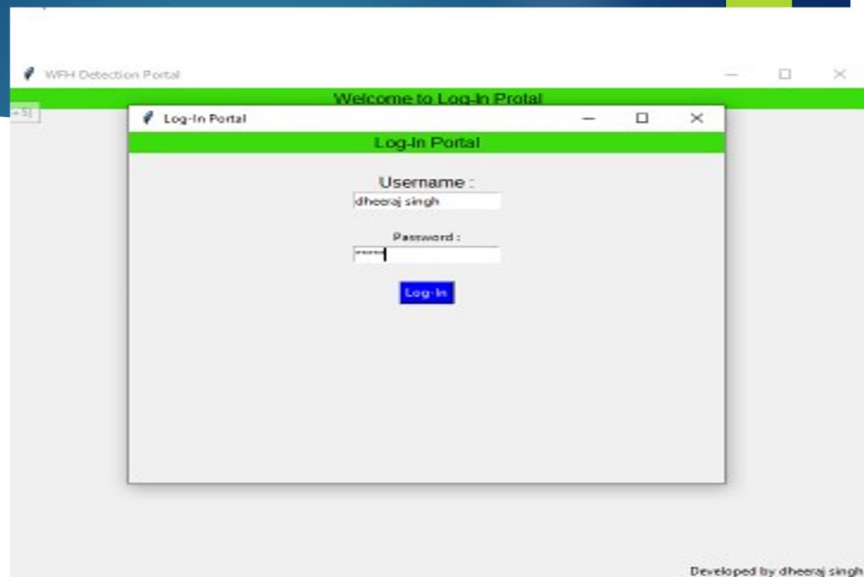 WFH Detection Portal
Welcome to Log-In Protal
Log-In Portal
Log-In Portal
Username :
dheeraj singh
Password :
*****
Log-In
Developed by dheeraj singh